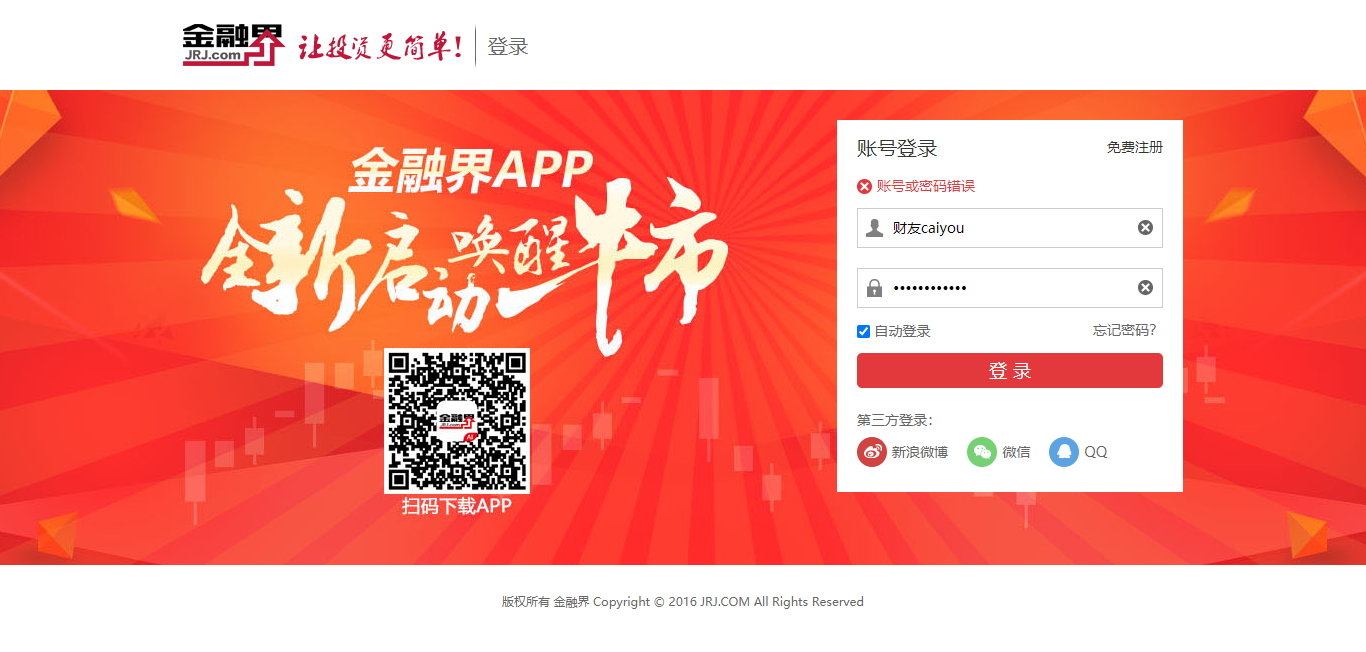 金融界
JRJ.com
让投资更简单!
登录
金融界APP
全新启动唤醒牛市
金融界
JRJ.com
AI
扫码下载APP
账号登录 免费注册
账号或密码错误
财友caiyou
••••••••••••
自动登录 忘记密码?
登 录
第三方登录:
新浪微博 微信 QQ
版权所有 金融界 Copyright © 2016 JRJ.COM All Rights Reserved